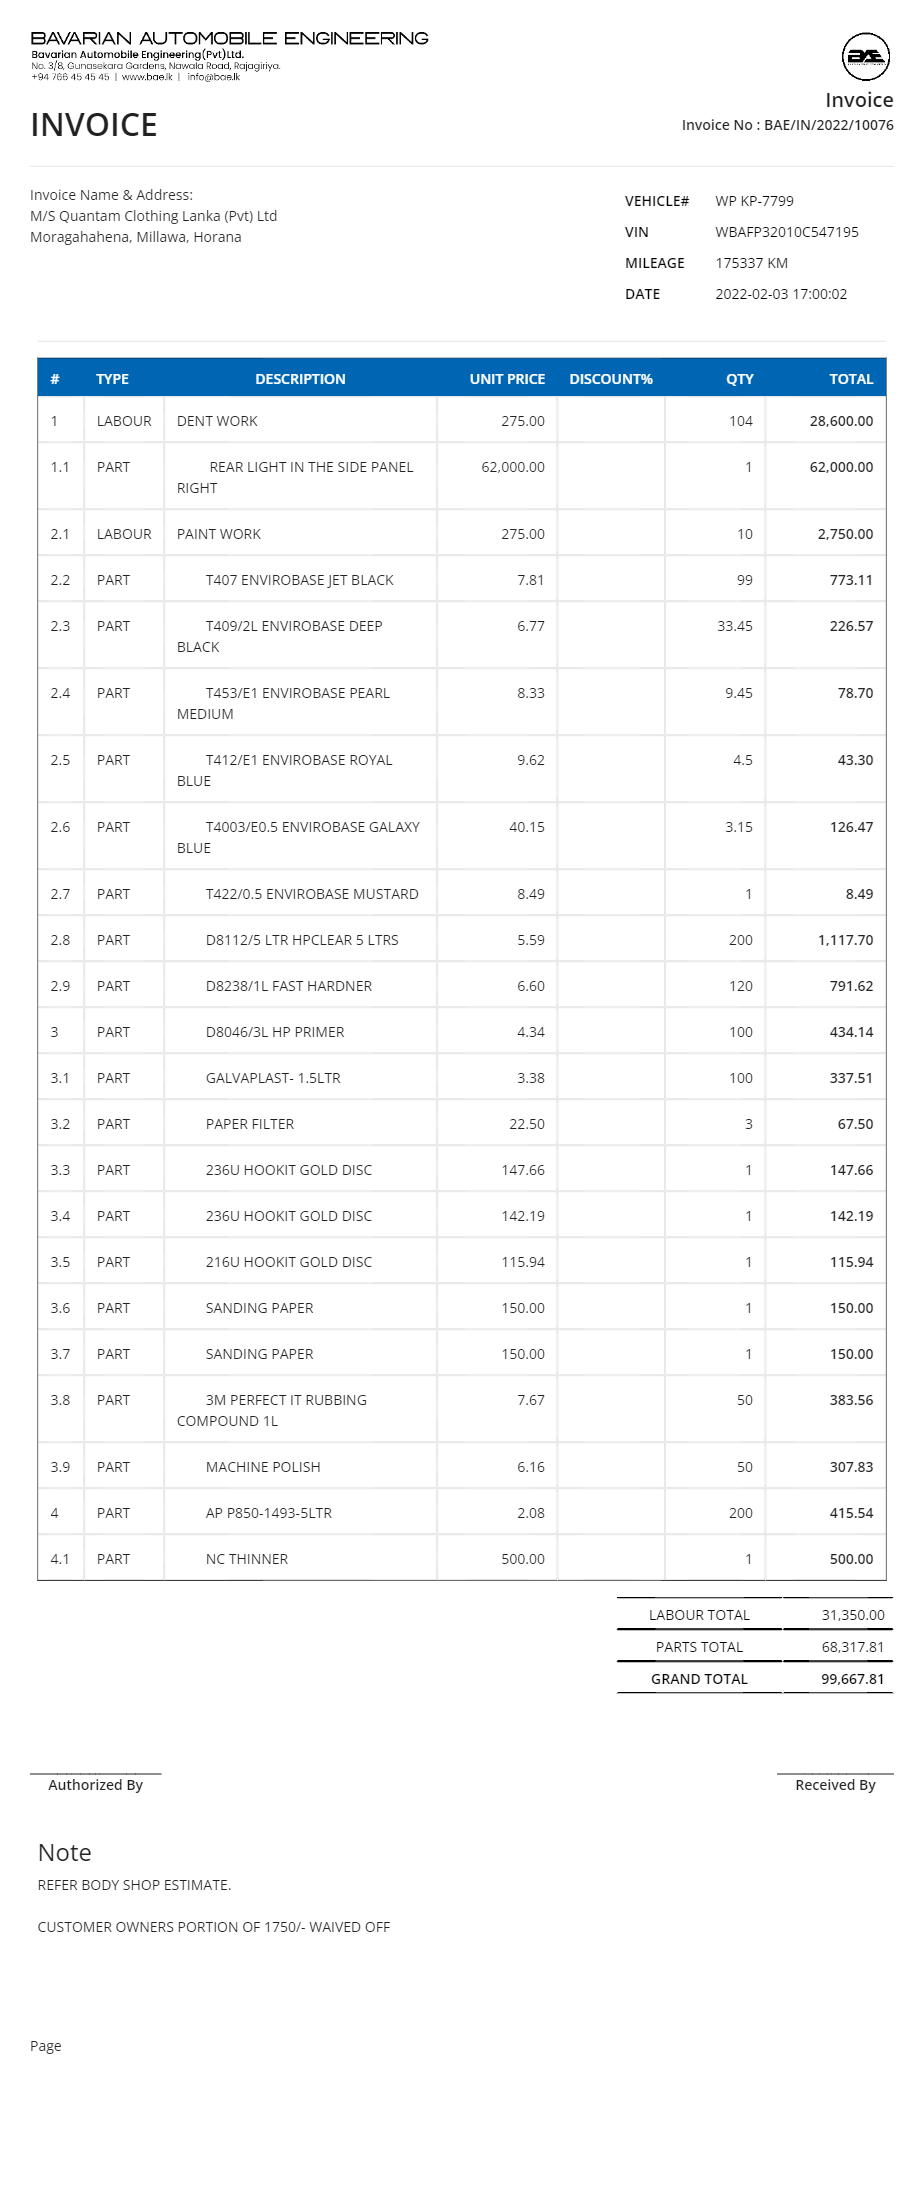 BAVARIAN AUTOMOBILE ENGINEERING
Bavarian Automobile Engineering(Pvt)Ltd.
No. 3/8, Gunasekara Gardens, Nawala Road, Rajagiriya.
+94 766 45 45 45 | www.bae.lk | info@bae.lk
BAE
Invoice
INVOICE
Invoice No : BAE/IN/2022/10076
Invoice Name & Address:
M/S Quantam Clothing Lanka (Pvt) Ltd
Moragahahena, Millawa, Horana
VEHICLE# WP KP-7799
VIN WBAFP32010C547195
MILEAGE 175337 KM
DATE 2022-02-03 17:00:02
# TYPE DESCRIPTION UNIT PRICE DISCOUNT% QTY TOTAL
1 LABOUR DENT WORK 275.00 104 28,600.00
1.1 PART REAR LIGHT IN THE SIDE PANEL 62,000.00 1 62,000.00
RIGHT
2.1 LABOUR PAINT WORK 275.00 10 2,750.00
2.2 PART T407 ENVIROBASE JET BLACK 7.81 99 773.11
2.3 PART T409/2L ENVIROBASE DEEP 6.77 33.45 226.57
BLACK
2.4 PART T453/E1 ENVIROBASE PEARL 8.33 9.45 78.70
MEDIUM
2.5 PART T412/E1 ENVIROBASE ROYAL 9.62 4.5 43.30
BLUE
2.6 PART T4003/E0.5 ENVIROBASE GALAXY 40.15 3.15 126.47
BLUE
2.7 PART T422/0.5 ENVIROBASE MUSTARD 8.49 1 8.49
2.8 PART D8112/5 LTR HPCLEAR 5 LTRS 5.59 200 1,117.70
2.9 PART D8238/1L FAST HARDNER 6.60 120 791.62
3 PART D8046/3L HP PRIMER 4.34 100 434.14
3.1 PART GALVAPLAST- 1.5LTR 3.38 100 337.51
3.2 PART PAPER FILTER 22.50 3 67.50
3.3 PART 236U HOOKIT GOLD DISC 147.66 1 147.66
3.4 PART 236U HOOKIT GOLD DISC 142.19 1 142.19
3.5 PART 216U HOOKIT GOLD DISC 115.94 1 115.94
3.6 PART SANDING PAPER 150.00 1 150.00
3.7 PART SANDING PAPER 150.00 1 150.00
3.8 PART 3M PERFECT IT RUBBING 7.67 50 383.56
COMPOUND 1L
3.9 PART MACHINE POLISH 6.16 50 307.83
4 PART AP P850-1493-5LTR 2.08 200 415.54
4.1 PART NC THINNER 500.00 1 500.00
LABOUR TOTAL 31,350.00
PARTS TOTAL 68,317.81
GRAND TOTAL 99,667.81
Authorized By Received By
Note
REFER BODY SHOP ESTIMATE.
CUSTOMER OWNERS PORTION OF 1750/- WAIVED OFF
Page